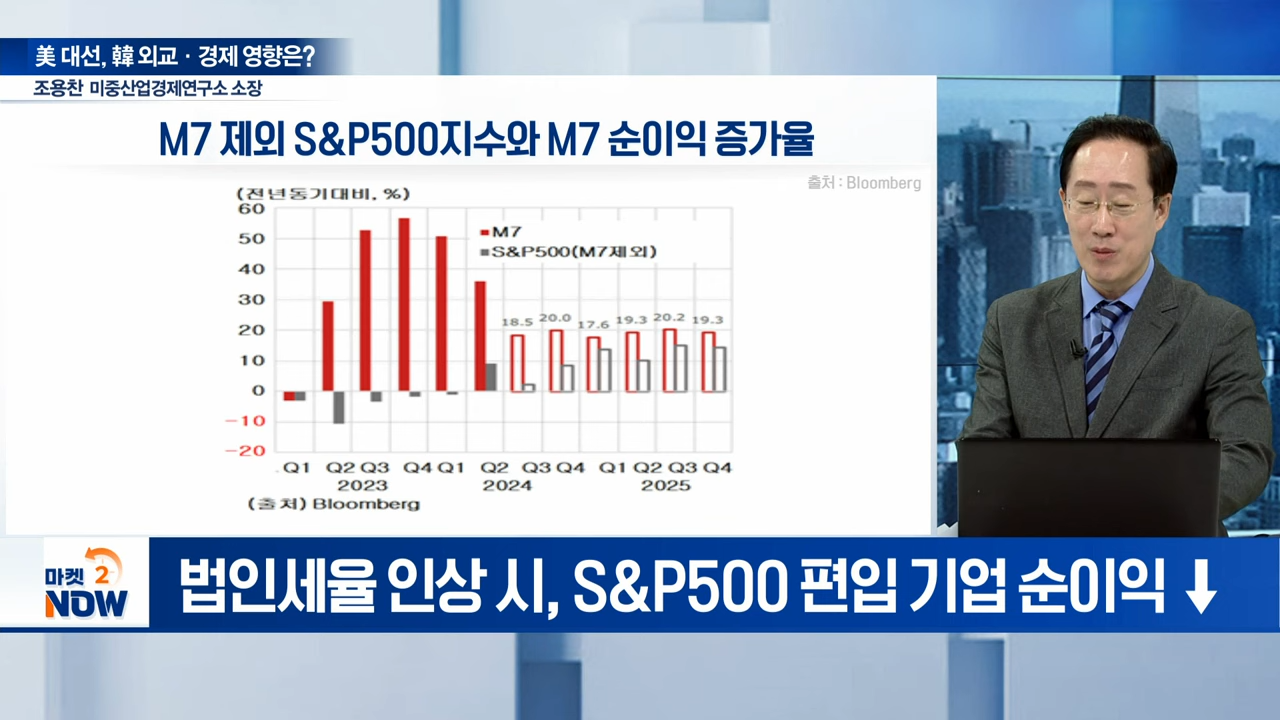 美 대선, 韓 외교 · 경제 영향은?
조용찬 미중산업경제연구소 소장
M7 제외 S&P500지수와 M7 순이익 증가율
출처 : Bloomberg
(전년동기대비, %)
60
50
40
30
20
10
0
-10
-20
M7
S&P500(M7제외)
18.5 20.0 17.6 19.3 20.2 19.3
Q1 Q2 Q3 Q4 Q1 Q2 Q3 Q4 Q1 Q2 Q3 Q4
2023 2024 2025
(출처) Bloomberg
마켓 2
NOW
법인세율 인상 시, S&P500 편입 기업 순이익 ↓